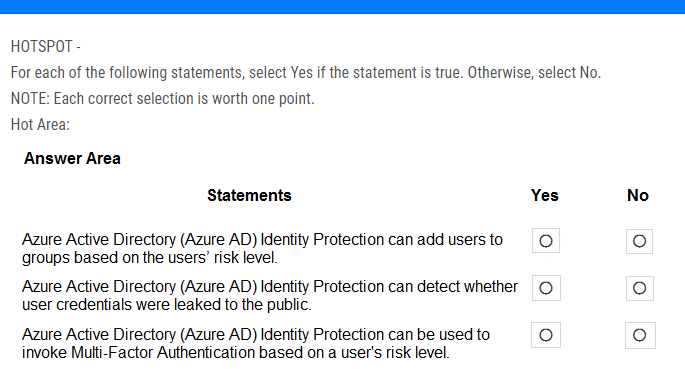 HOTSPOT -
For each of the following statements, select Yes if the statement is true. Otherwise, select No.
NOTE: Each correct selection is worth one point.
Hot Area:
Answer Area
Statements Yes No
Azure Active Directory (Azure AD) Identity Protection can add users to
groups based on the users' risk level.
Azure Active Directory (Azure AD) Identity Protection can detect whether
user credentials were leaked to the public.
Azure Active Directory (Azure AD) Identity Protection can be used to
invoke Multi-Factor Authentication based on a user's risk level.